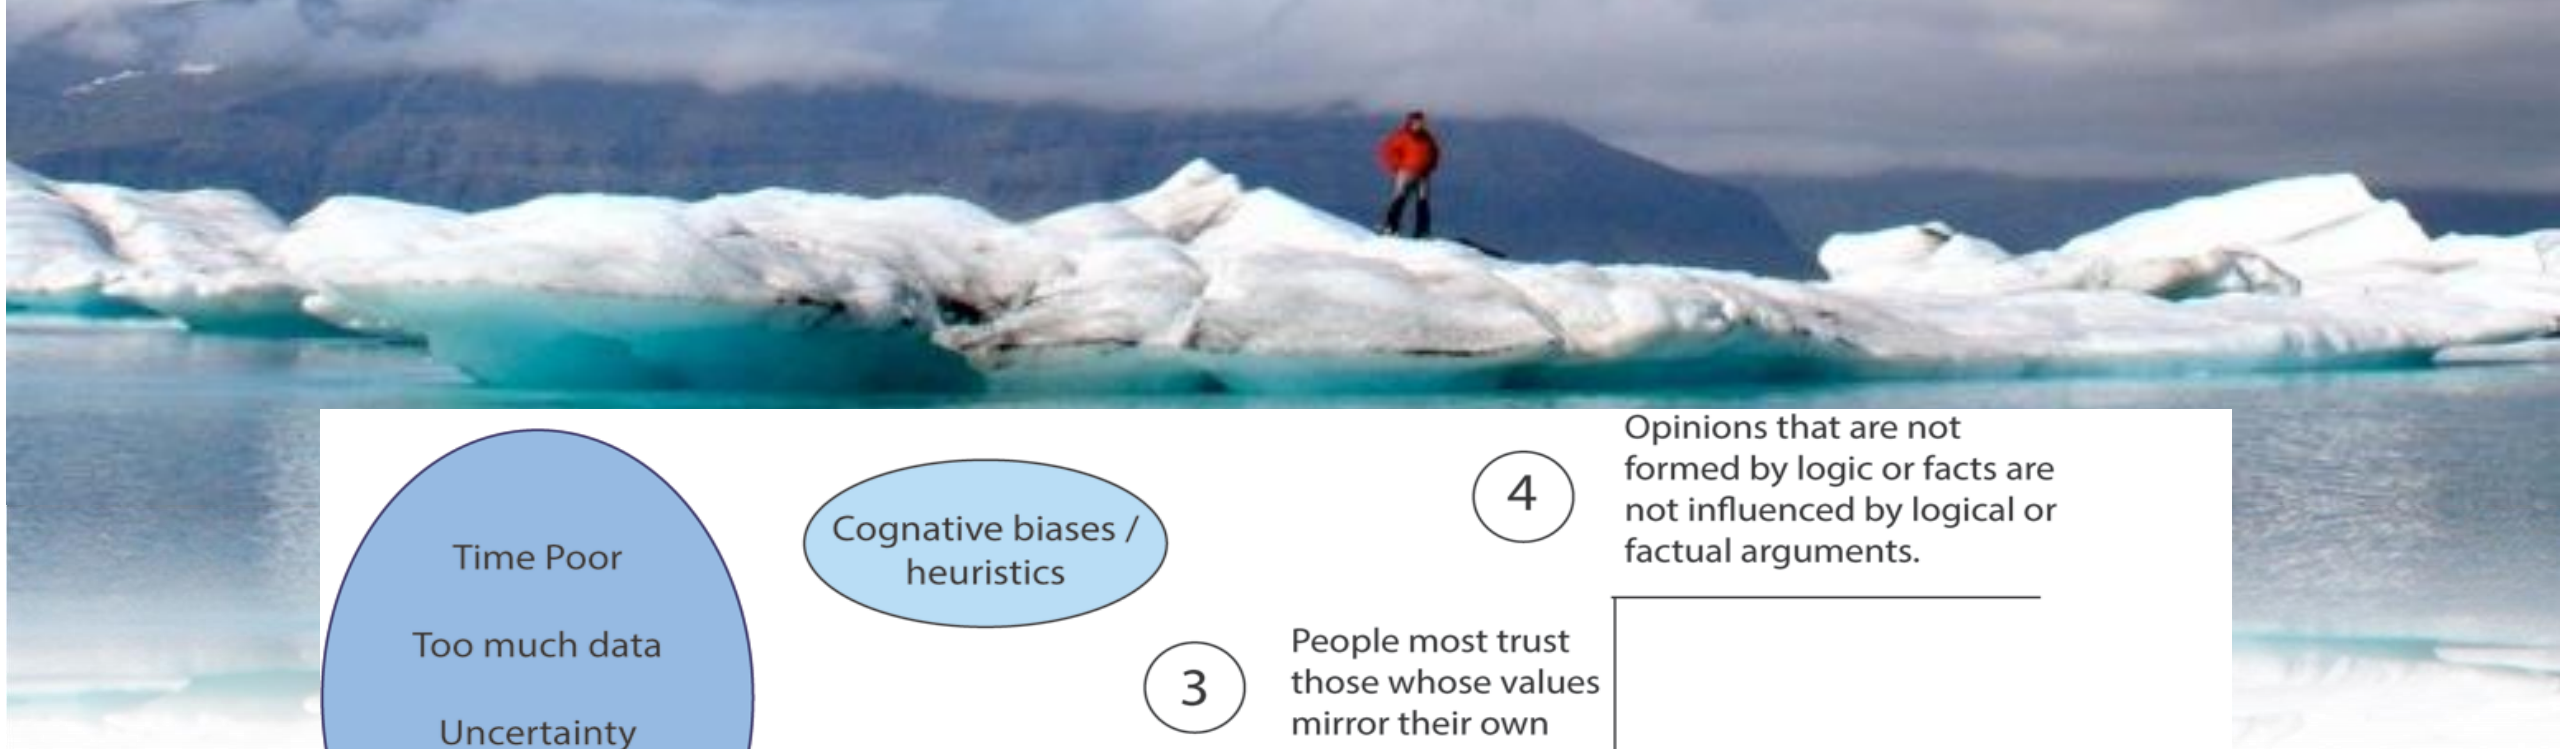 Time Poor
Too much data
Uncertainty
Cognative biases /
heuristics
4
Opinions that are not
formed by logic or facts are
not influenced by logical or
factual arguments.
3
People most trust
those whose values
mirror their own